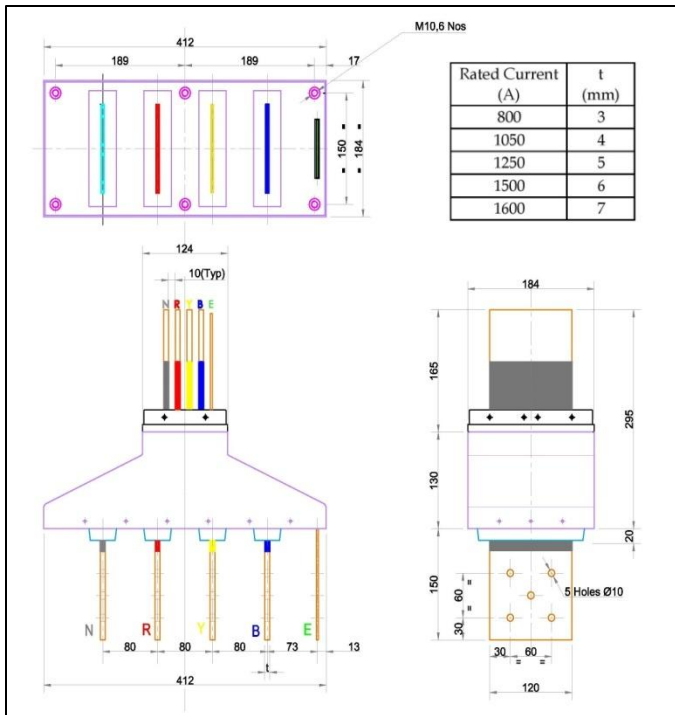 M10,6 Nos
412
189
189
17
150
184
=
=
=
=
Rated Current (A)
t (mm)
800
3
1050
4
1250
5
1500
6
1600
7
124
10(Typ)
N
R
Y
B
E
184
165
295
130
20
150
60
=
=
30
5 Holes Ø10
N
R
Y
B
E
80
80
80
73
13
t
412
30
60
=
=
120